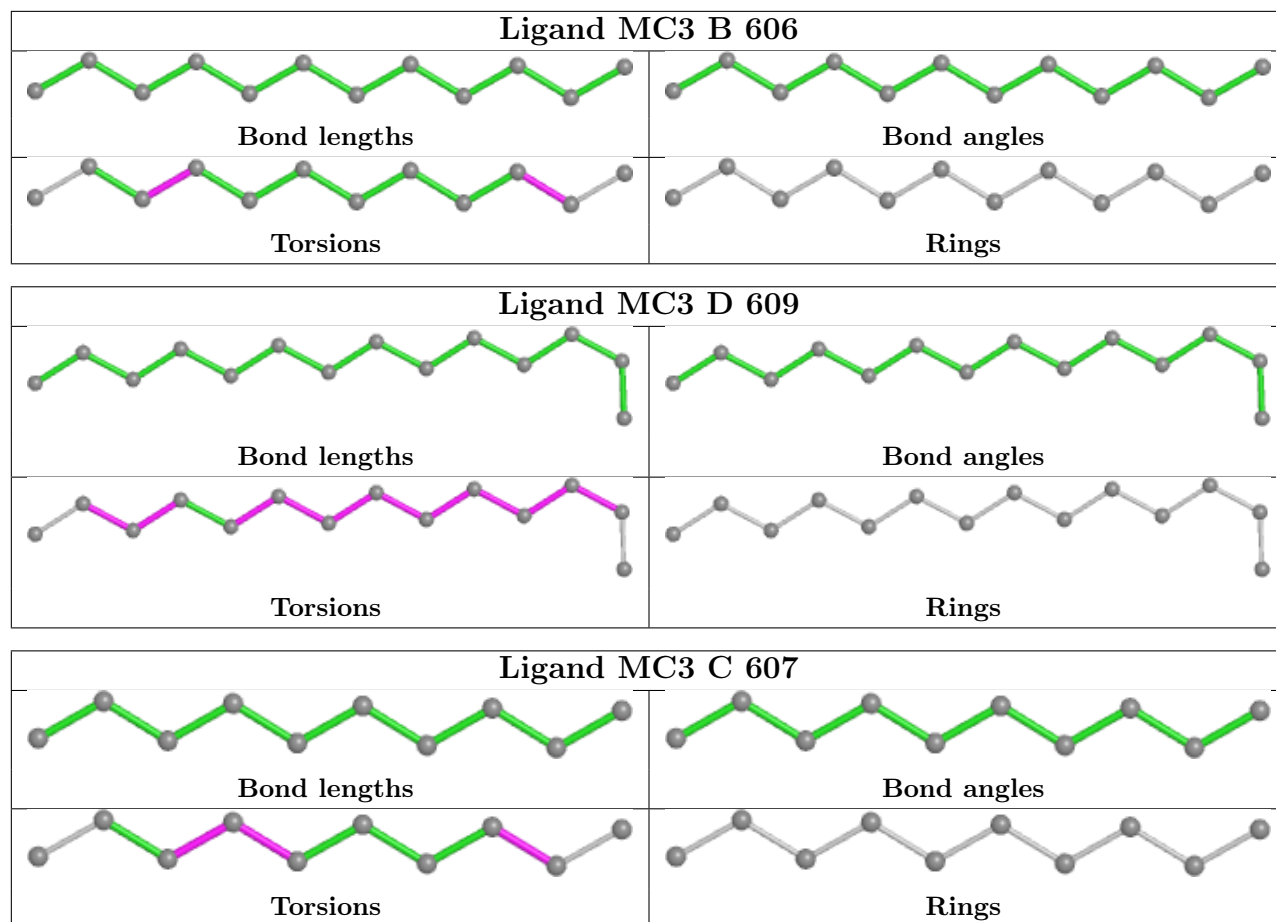 Ligand MC3 B 606
Bond lengths
Bond angles
Torsions
Rings
Ligand MC3 D 609
Bond lengths
Bond angles
Torsions
Rings
Ligand MC3 C 607
Bond lengths
Bond angles
Torsions
Rings